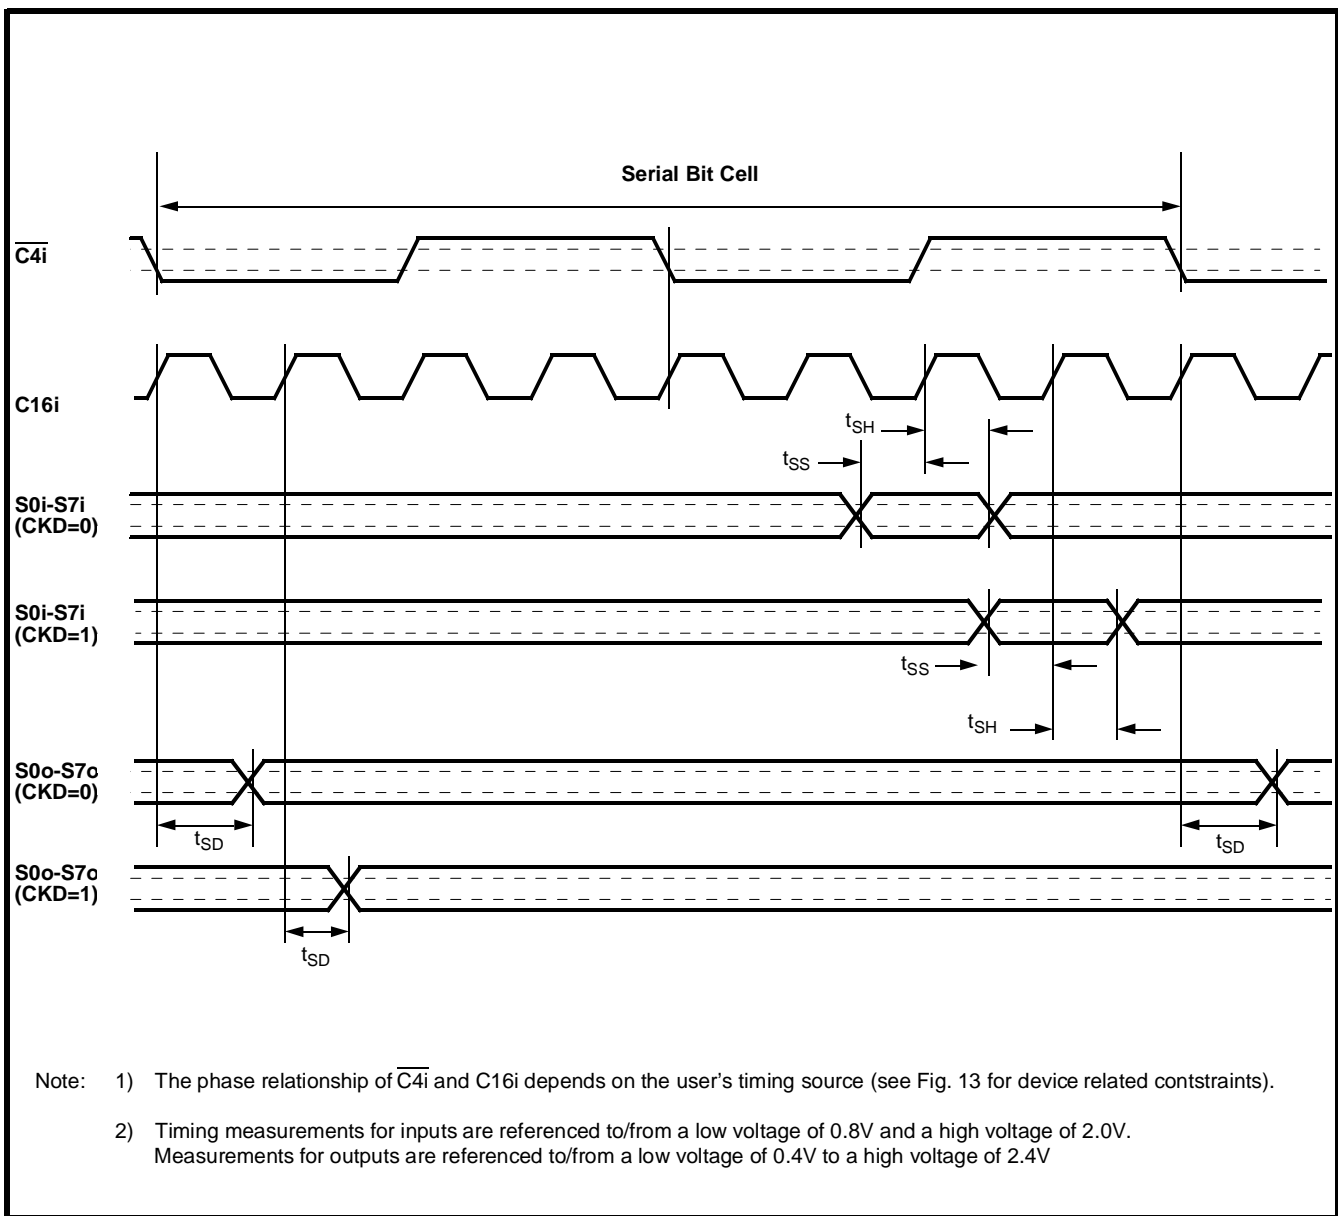 Serial Bit Cell
C4i
C16i
tSH
tSS
S0i-S7i
(CKD=0)
S0i-S7i
(CKD=1)
tSS
tSH
S0o-S7o
(CKD=0)
tSD
tSD
S0o-S7o
(CKD=1)
tSD
Note: 1) The phase relationship of C4i and C16i depends on the user's timing source (see Fig. 13 for device related contstraints).
2) Timing measurements for inputs are referenced to/from a low voltage of 0.8V and a high voltage of 2.0V.
Measurements for outputs are referenced to/from a low voltage of 0.4V to a high voltage of 2.4V